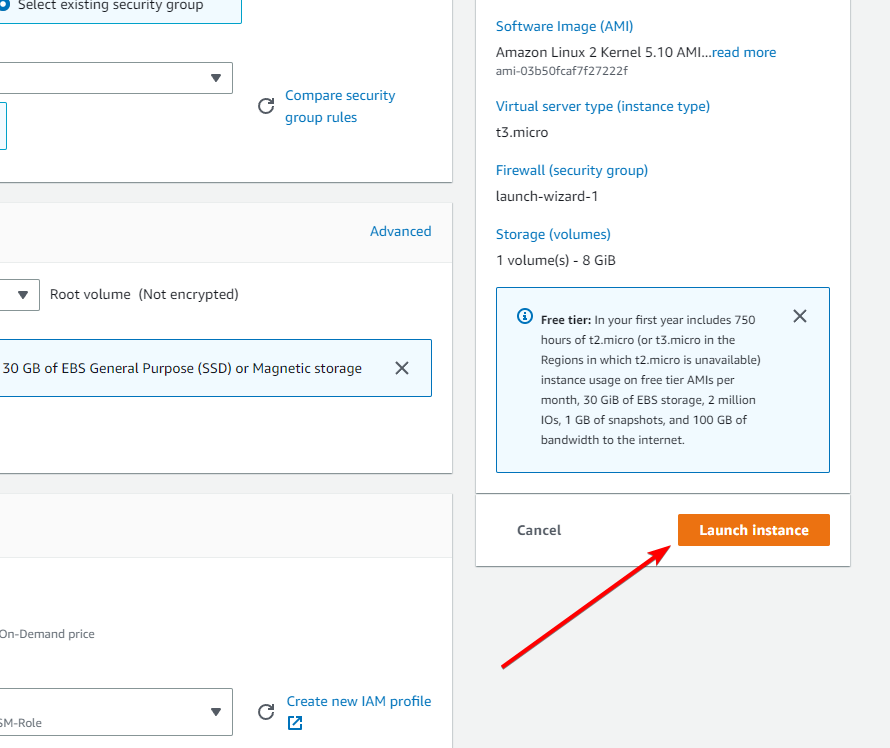 Select existing security group
Compare security
group rules
Advanced
Root volume (Not encrypted)
30 GB of EBS General Purpose (SSD) or Magnetic storage
On-Demand price
SM-Role
Create new IAM profile
Software Image (AMI)
Amazon Linux 2 Kernel 5.10 AMI...read more
ami-03b50fcaf7f27222f
Virtual server type (instance type)
t3.micro
Firewall (security group)
launch-wizard-1
Storage (volumes)
1 volume(s) - 8 GiB
Free tier: In your first year includes 750
hours of t2.micro (or t3.micro in the
Regions in which t2.micro is unavailable)
instance usage on free tier AMIs per
month, 30 GiB of EBS storage, 2 million
IOs, 1 GB of snapshots, and 100 GB of
bandwidth to the internet.
Cancel
Launch instance